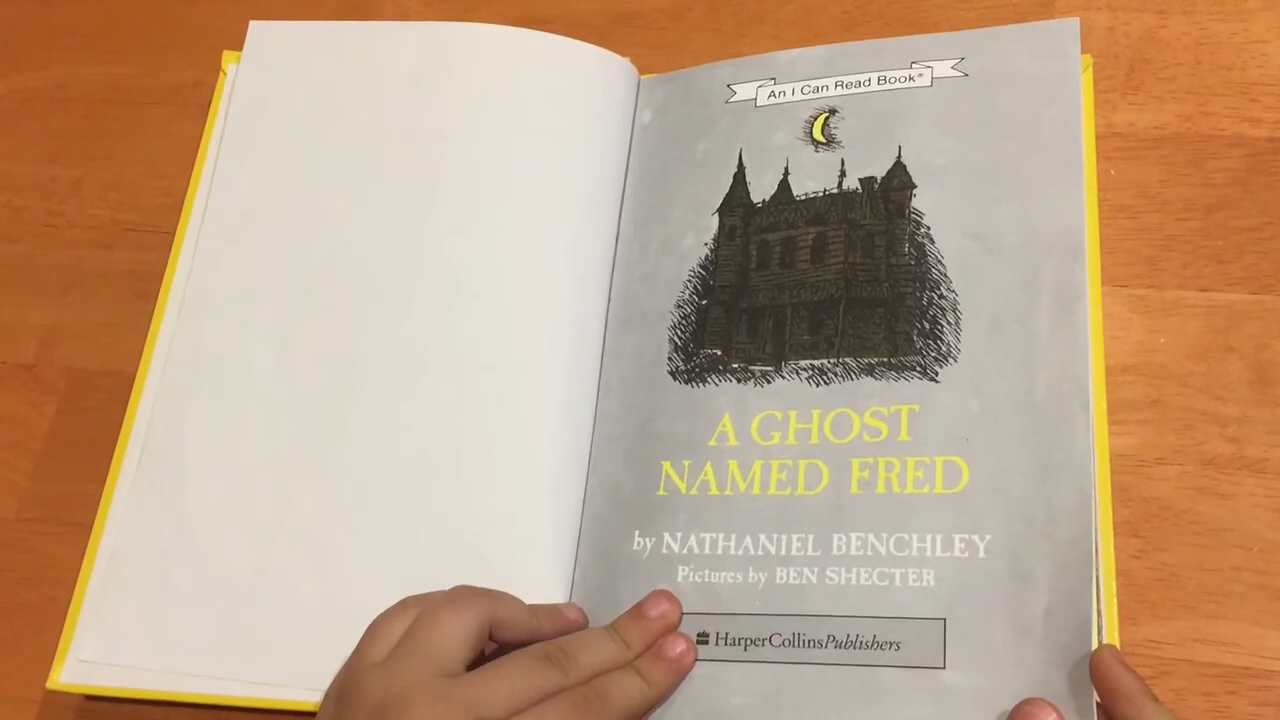 An I Can Read Book®
A GHOST
NAMED FRED
by NATHANIEL BENCHLEY
Pictures by BEN SHECTER
HarperCollinsPublishers